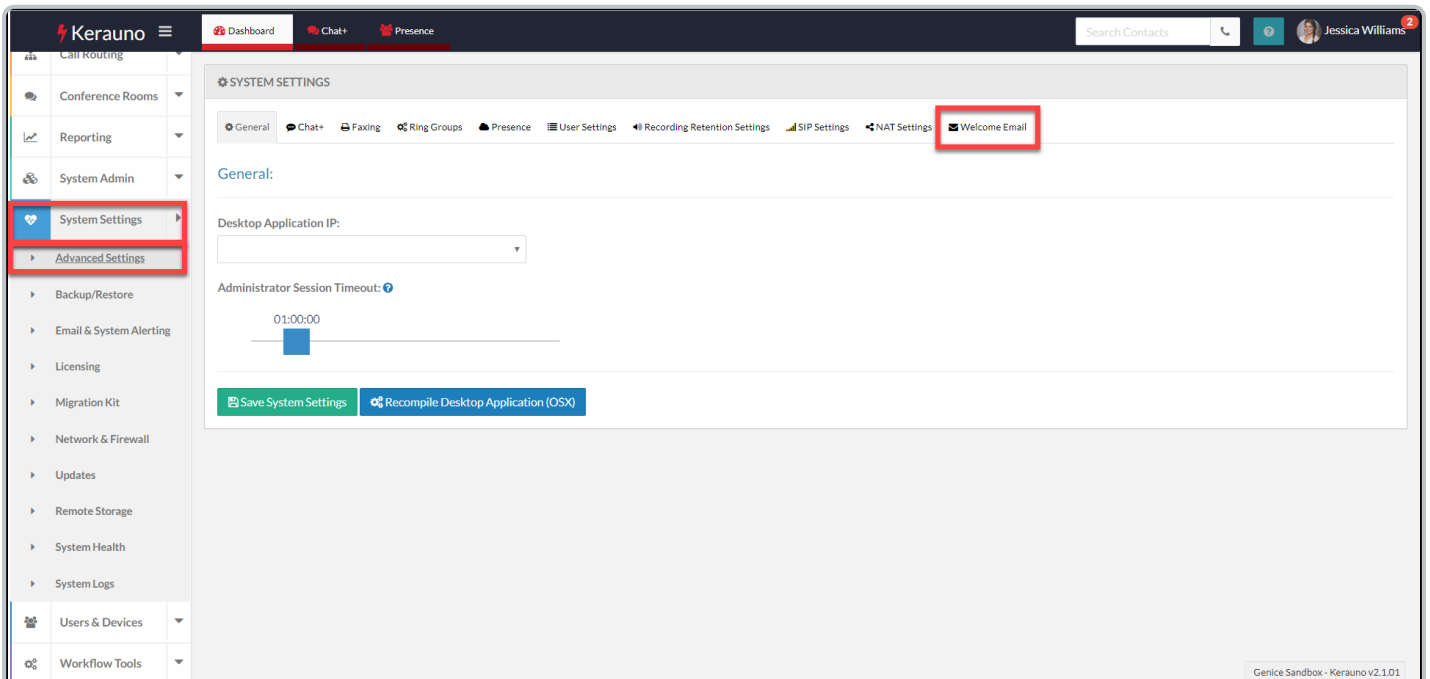 Kerauno
Dashboard
Chat+
Presence
Search Contacts
Jessica Williams
2
Call Routing
Conference Rooms
Reporting
System Admin
System Settings
Advanced Settings
Backup/Restore
Email & System Alerting
Licensing
Migration Kit
Network & Firewall
Updates
Remote Storage
System Health
System Logs
Users & Devices
Workflow Tools
SYSTEM SETTINGS
General
Chat+
Faxing
Ring Groups
Presence
User Settings
Recording Retention Settings
SIP Settings
NAT Settings
Welcome Email
General:
Desktop Application IP:
Administrator Session Timeout:
01:00:00
Save System Settings
Recompile Desktop Application (OSX)
Genice Sandbox - Kerauno v2.1.01